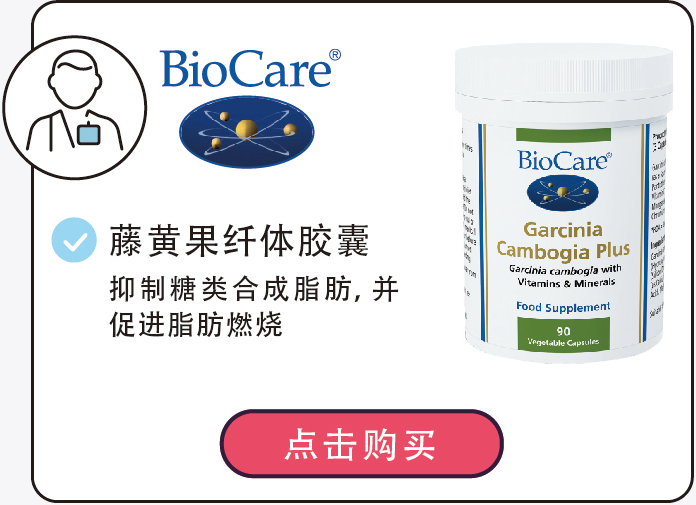 BioCare®
藤黄果纤体胶囊
抑制糖类合成脂肪, 并
促进脂肪燃烧
BioCare®
Garcinia
Cambogia Plus
Garcinia cambogia with
Vitamins & Minerals
Food Supplement
90
Vegetable Capsules
点击购买